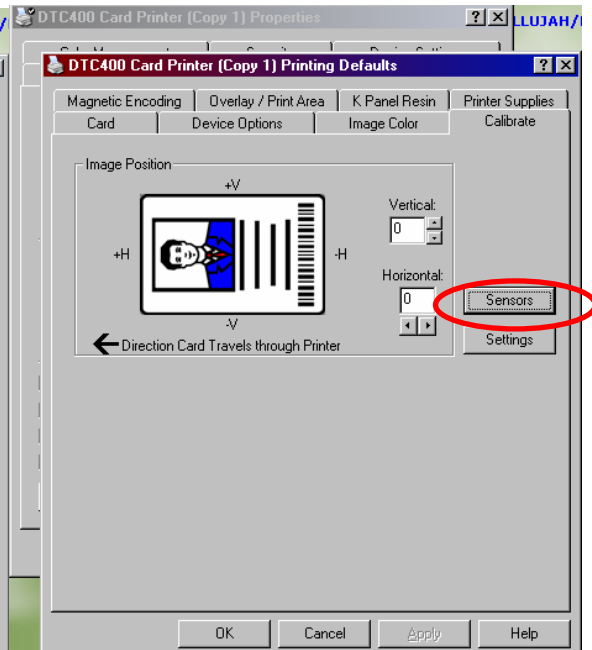 DTC400 Card Printer (Copy 1) Properties
LLUJAH/
DTC400 Card Printer (Copy 1) Printing Defaults
Magnetic Encoding Overlay / Print Area K Panel Resin Printer Supplies
Card Device Options Image Color Calibrate
Image Position
+V
Vertical:
0
+H
-H
Horizontal:
0
Sensors
-V
Direction Card Travels through Printer
Settings
OK Cancel Apply Help